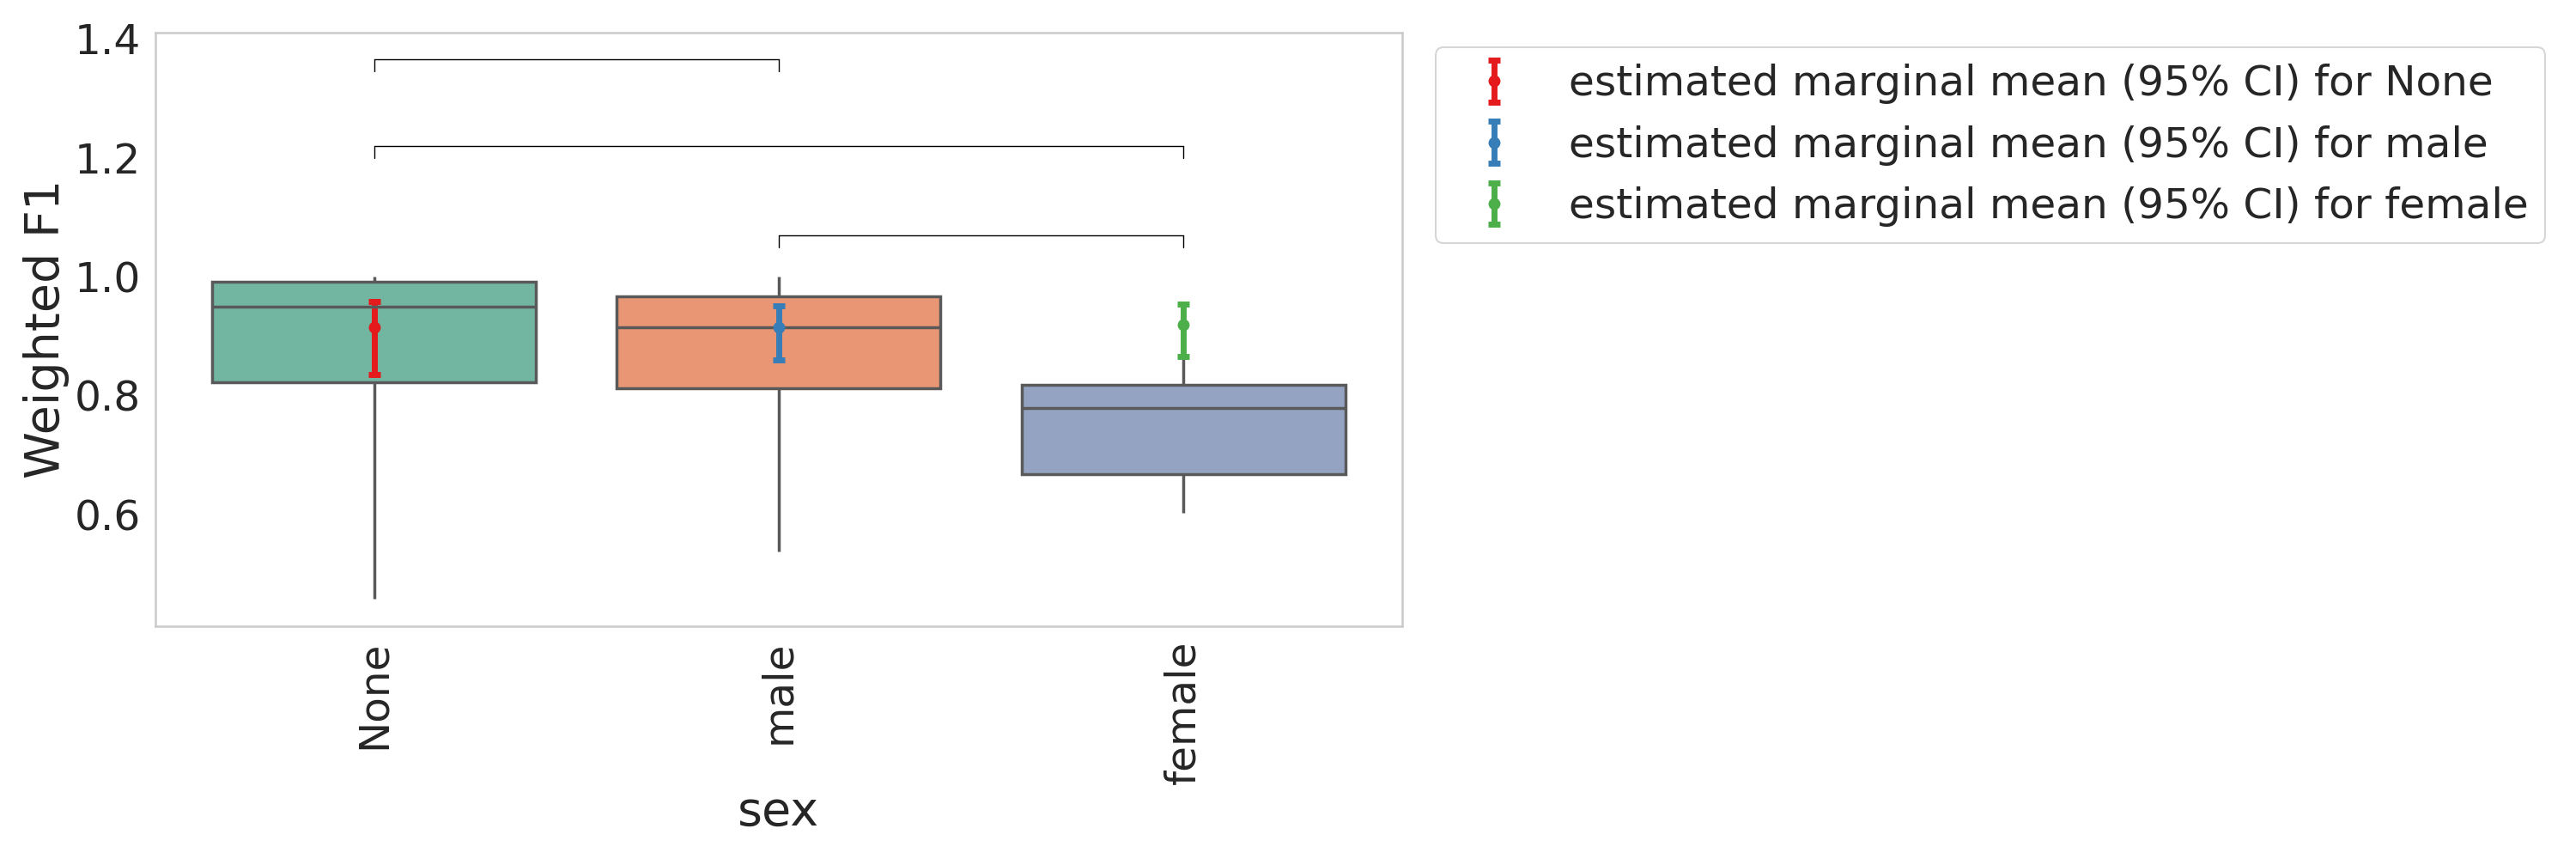 1.4
1.2
1.0
0.8
0.6
Weighted F1
None
male
female
sex
estimated marginal mean (95% CI) for None
estimated marginal mean (95% CI) for male
estimated marginal mean (95% CI) for female